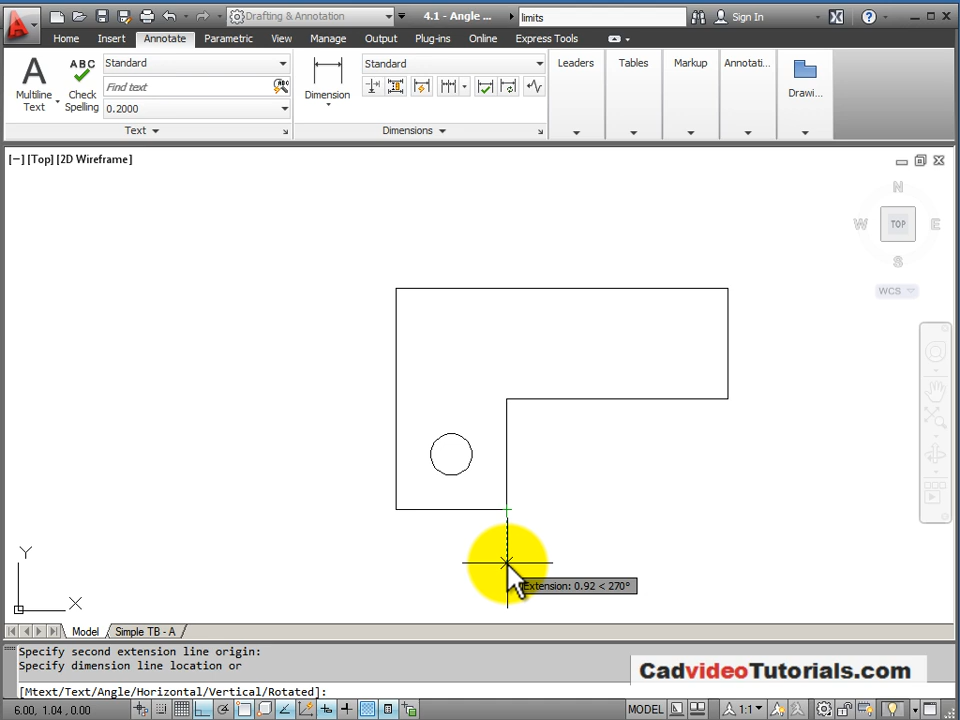 Drafting & Annotation
4.1 - Angle ...
limits
Sign In
Home Insert Annotate Parametric View Manage Output Plug-ins Online Express Tools
Multiline Text
ABC
Check Spelling
Standard
Find text
0.2000
Text
Dimension
Standard
Dimensions
Leaders
Tables
Markup
Annotati...
Drawi...
[−] [Top] [2D Wireframe]
N
W
TOP
E
S
WCS
Extension: 0.92 < 270°
Y
X
Model
Simple TB - A
Specify second extension line origin:
Specify dimension line location or
[Mtext/Text/Angle/Horizontal/Vertical/Rotated]:
CadvideoTutorials.com
6.00, 1.04, 0.00
MODEL
1:1